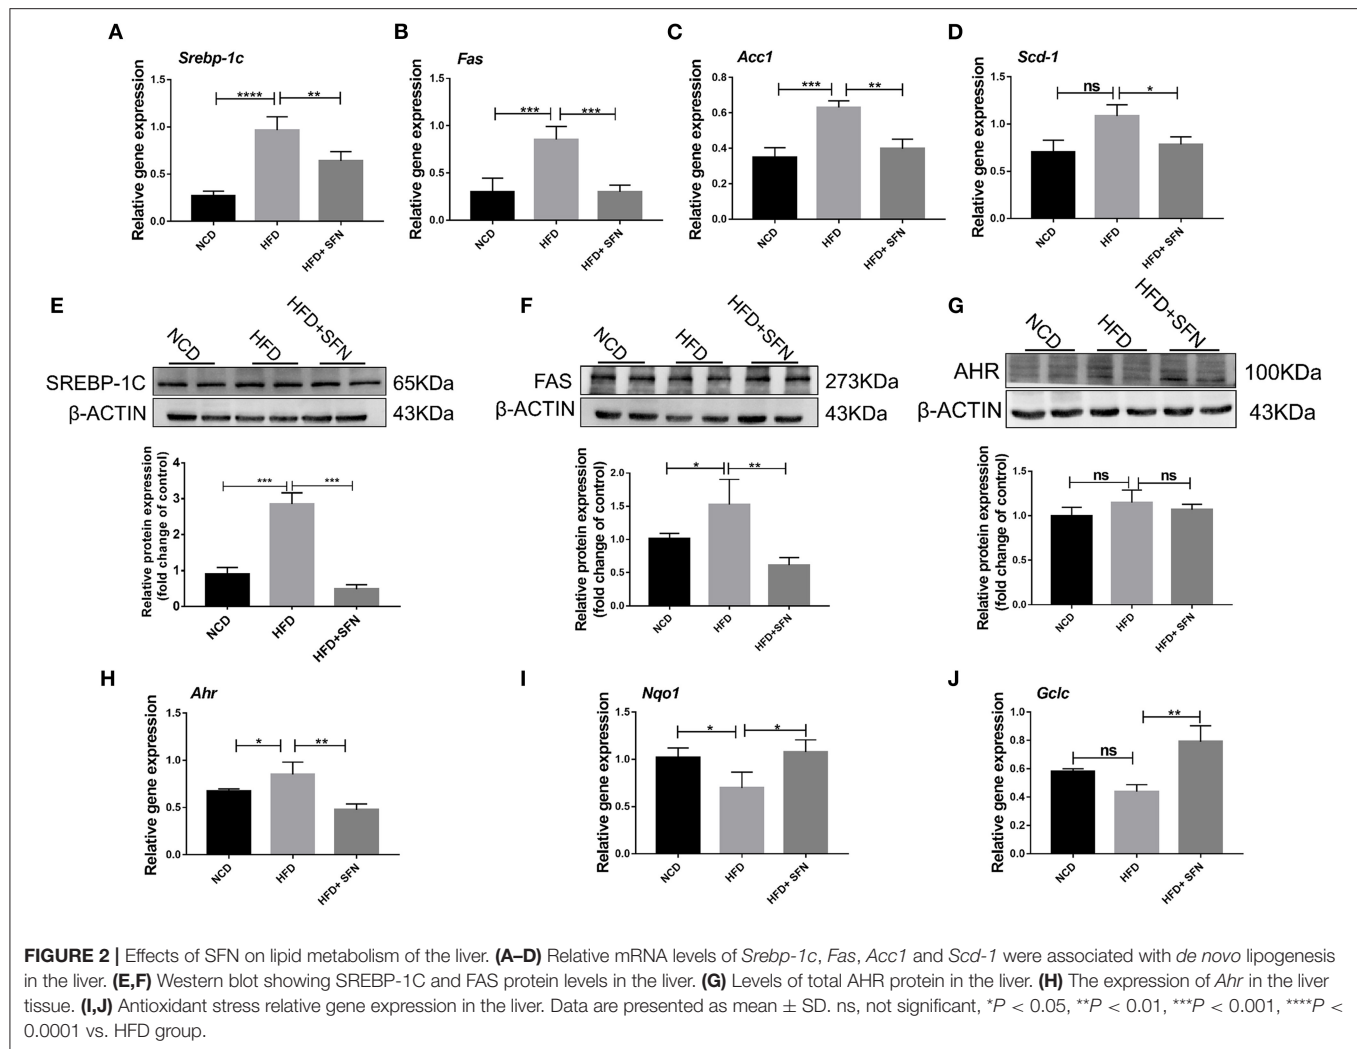 A
Srebp-1c
Relative gene expression
1.5
1.0
0.5
0.0
****
**
NCD
HFD
HFD+ SFN
B
Fas
Relative gene expression
1.5
1.0
0.5
0.0
***
***
NCD
HFD
HFD+ SFN
C
Acc1
Relative gene expression
0.8
0.6
0.4
0.2
0.0
***
**
NCD
HFD
HFD+ SFN
D
Scd-1
Relative gene expression
1.5
1.0
0.5
0.0
ns
*
NCD
HFD
HFD+ SFN
E
NCD
HFD
HFD+SFN
SREBP-1C
65KDa
β-ACTIN
43KDa
Relative protein expression
(fold change of control)
4
3
2
1
0
***
***
NCD
HFD
HFD+SFN
F
NCD
HFD
HFD+SFN
FAS
273KDa
β-ACTIN
43KDa
Relative protein expression
(fold change of control)
2.0
1.5
1.0
0.5
0.0
*
**
NCD
HFD
HFD+SFN
G
NCD
HFD
HFD+SFN
AHR
100KDa
β-ACTIN
43KDa
Relative protein expression
(fold change of control)
1.5
1.0
0.5
0.0
ns
ns
NCD
HFD
HFD+ SFN
H
Ahr
Relative gene expression
1.5
1.0
0.5
0.0
*
**
NCD
HFD
HFD+ SFN
I
Nqo1
Relative gene expression
1.5
1.0
0.5
0.0
*
*
NCD
HFD
HFD+ SFN
J
Gclc
Relative gene expression
1.0
0.8
0.6
0.4
0.2
0.0
ns
**
NCD
HFD
HFD+ SFN
FIGURE 2 | Effects of SFN on lipid metabolism of the liver. (A–D) Relative mRNA levels of Srebp-1c, Fas, Acc1 and Scd-1 were associated with de novo lipogenesis
in the liver. (E,F) Western blot showing SREBP-1C and FAS protein levels in the liver. (G) Levels of total AHR protein in the liver. (H) The expression of Ahr in the liver
tissue. (I,J) Antioxidant stress relative gene expression in the liver. Data are presented as mean ± SD. ns, not significant, *P < 0.05, **P < 0.01, ***P < 0.001, ****P <
0.0001 vs. HFD group.